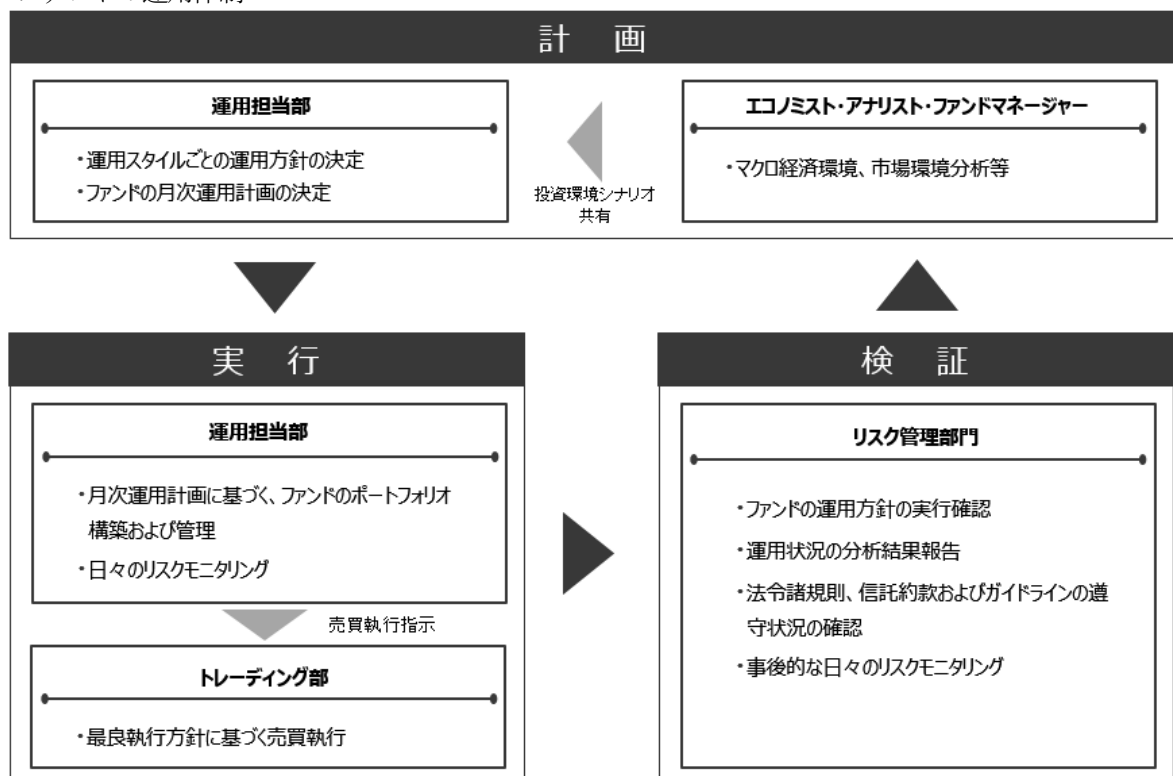 計 画
運用担当部
・運用スタイルごとの運用方針の決定
・ファンドの月次運用計画の決定
投資環境シナリオ
共有
エコノミスト・アナリスト・ファンドマネージャー
・マクロ経済環境、市場環境分析等
実 行
運用担当部
・月次運用計画に基づく、ファンドのポートフォリオ
構築および管理
・日々のリスクモニタリング
売買執行指示
トレーディング部
・最良執行方針に基づく売買執行
検 証
リスク管理部門
・ファンドの運用方針の実行確認
・運用状況の分析結果報告
・法令諸規則、信託約款およびガイドラインの遵
守状況の確認
・事後的な日々のリスクモニタリング